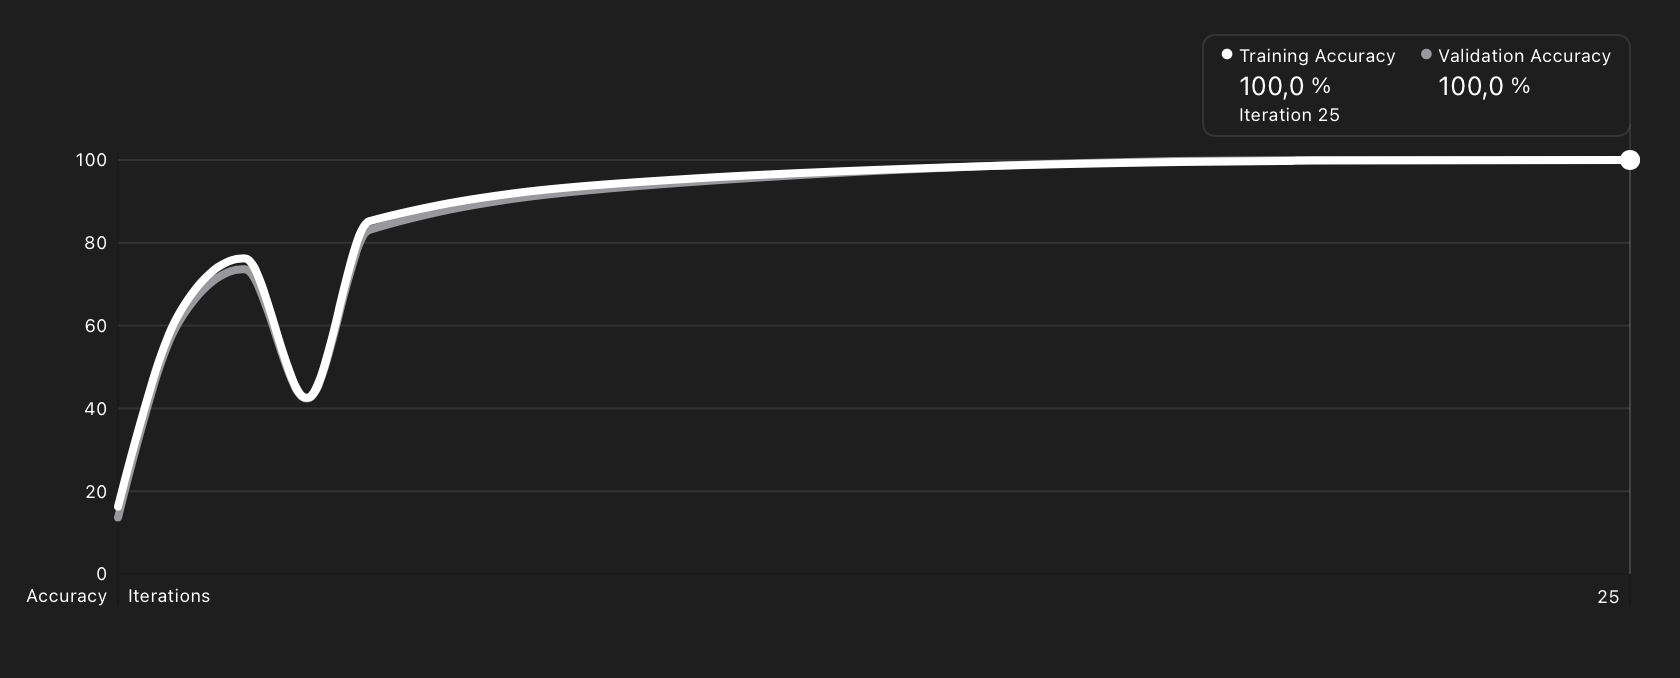 Training Accuracy Validation Accuracy
100,0 % 100,0 %
Iteration 25
100
80
60
40
20
0
Accuracy Iterations 25